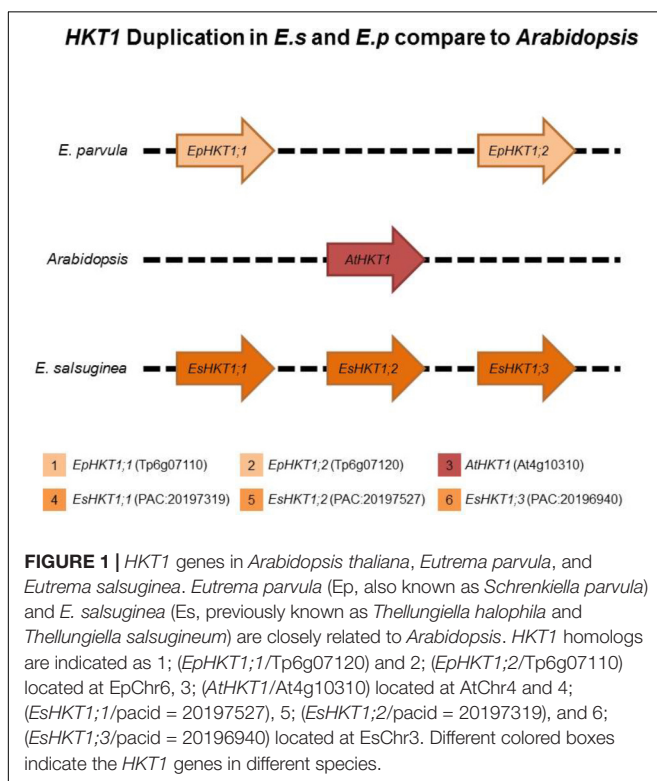 HKT1 Duplication in E.s and E.p compare to Arabidopsis
E. parvula
EpHKT1;1
EpHKT1;2
Arabidopsis
AtHKT1
E. salsuginea
EsHKT1;1
EsHKT1;2
EsHKT1;3
1 EpHKT1;1 (Tp6g07110)
2 EpHKT1;2 (Tp6g07120)
3 AtHKT1 (At4g10310)
4 EsHKT1;1 (PAC:20197319)
5 EsHKT1;2 (PAC:20197527)
6 EsHKT1;3 (PAC:20196940)
FIGURE 1 | HKT1 genes in Arabidopsis thaliana, Eutrema parvula, and
Eutrema salsuginea. Eutrema parvula (Ep, also known as Schrenkiella parvula)
and E. salsuginea (Es, previously known as Thellungiella halophila and
Thellungiella salsugineum) are closely related to Arabidopsis. HKT1 homologs
are indicated as 1; (EpHKT1;1/Tp6g07120) and 2; (EpHKT1;2/Tp6g07110)
located at EpChr6, 3; (AtHKT1/At4g10310) located at AtChr4 and 4;
(EsHKT1;1/pacid = 20197527), 5; (EsHKT1;2/pacid = 20197319), and 6;
(EsHKT1;3/pacid = 20196940) located at EsChr3. Different colored boxes
indicate the HKT1 genes in different species.